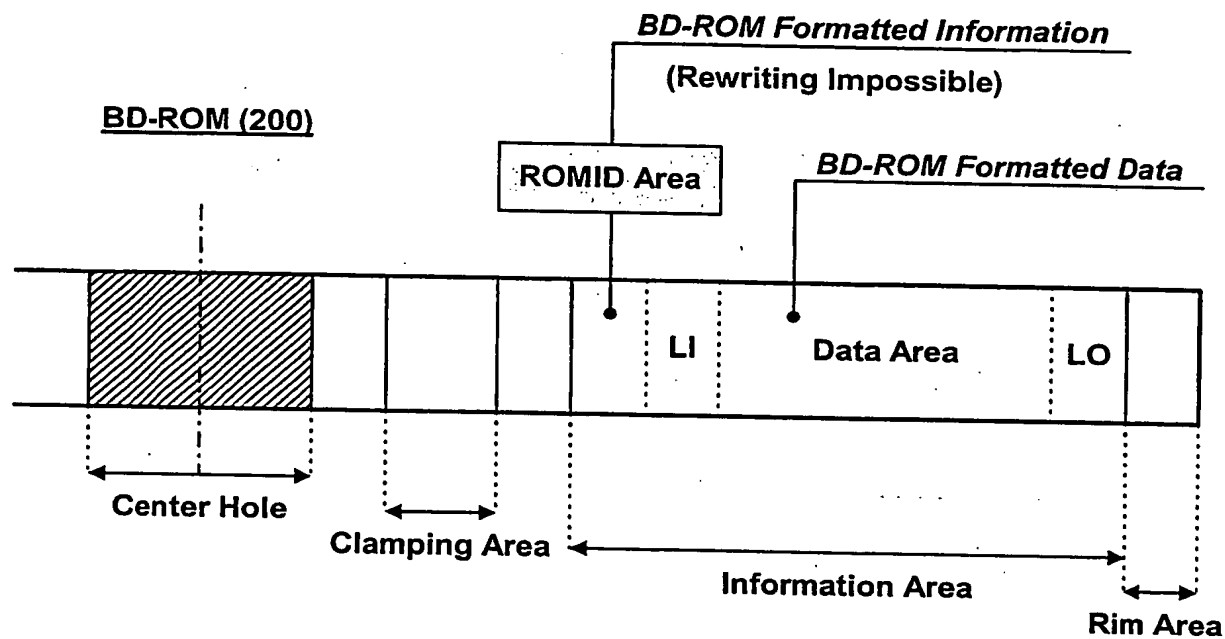 BD-ROM Formatted Information
(Rewriting Impossible)
BD-ROM (200)
ROMID Area
BD-ROM Formatted Data
LI
Data Area
LO
Center Hole
Clamping Area
Information Area
Rim Area